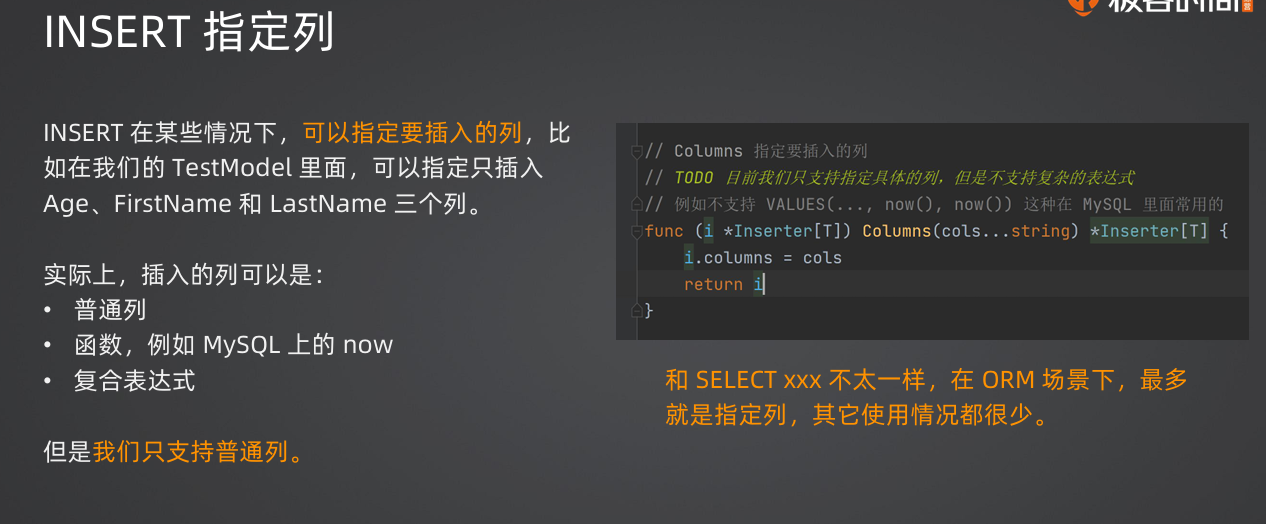 INSERT 指定列
INSERT 在某些情况下，可以指定要插入的列，比
如在我们的 TestModel 里面，可以指定只插入
Age、FirstName 和 LastName 三个列。
实际上，插入的列可以是：
• 普通列
• 函数，例如 MySQL 上的 now
• 复合表达式
但是我们只支持普通列。
// Columns 指定要插入的列
// TODO 目前我们只支持指定具体的列，但是不支持复杂的表达式
// 例如不支持 VALUES(..., now(), now()) 这种在 MySQL 里面常用的
func (i *Inserter[T]) Columns(cols...string) *Inserter[T] {
i.columns = cols
return i
}
和 SELECT xxx 不太一样，在 ORM 场景下，最多
就是指定列，其它使用情况都很少。